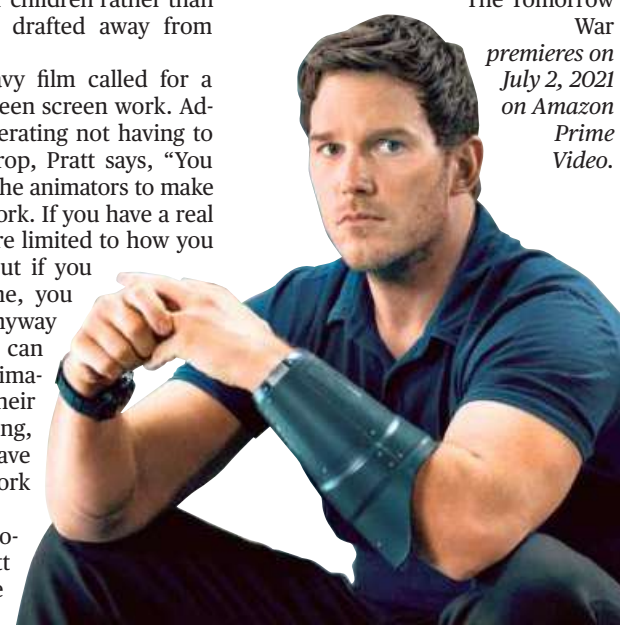 children rather than
drafted away from
vy film called for a
een screen work. Ad-
erating not having to
rop, Pratt says, “You
he animators to make
ork. If you have a real
re limited to how you
ut if you
ne, you
nyway
can
ima-
heir
ng,
ave
ork
o-
tt
e
The Tomorrow
War
premieres on
July 2, 2021
on Amazon
Prime
Video.